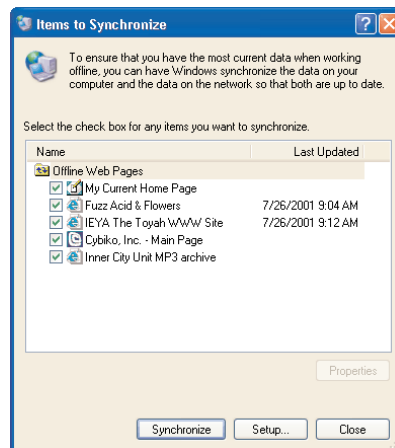 Items to Synchronize
To ensure that you have the most current data when working
offline, you can have Windows synchronize the data on your
computer and the data on the network so that both are up to date.
Select the check box for any items you want to synchronize.
Name Last Updated
Offline Web Pages
My Current Home Page
Fuzz Acid & Flowers 7/26/2001 9:04 AM
IEYA The Toyah WWW Site 7/26/2001 9:12 AM
Cybiko, Inc. - Main Page
Inner City Unit MP3 archive
Properties
Synchronize Setup... Close